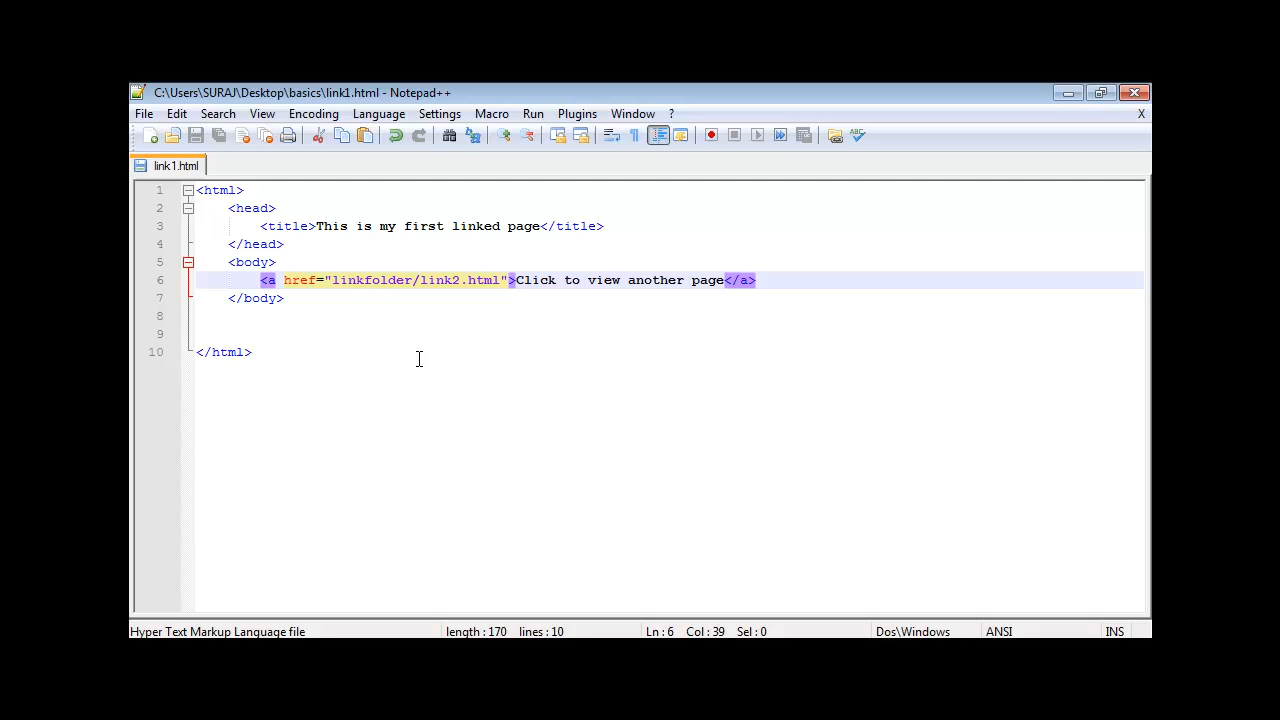 C:\Users\SURAJ\Desktop\basics\link1.html - Notepad++
File Edit Search View Encoding Language Settings Macro Run Plugins Window ? X
link1.html
1 <html>
2 <head>
3 <title>This is my first linked page</title>
4 </head>
5 <body>
6 <a href="linkfolder/link2.html">Click to view another page</a>
7 </body>
8
9
10 </html>
Hyper Text Markup Language file length : 170 lines : 10 Ln : 6 Col : 39 Sel : 0 Dos\Windows ANSI INS